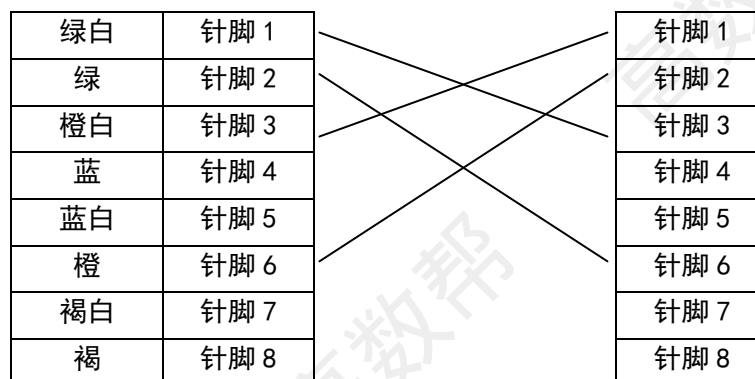 绿白 针脚 1 针脚 1
绿 针脚 2 针脚 2
橙白 针脚 3 针脚 3
蓝 针脚 4 针脚 4
蓝白 针脚 5 针脚 5
橙 针脚 6 针脚 6
褐白 针脚 7 针脚 7
褐 针脚 8 针脚 8
高数帮